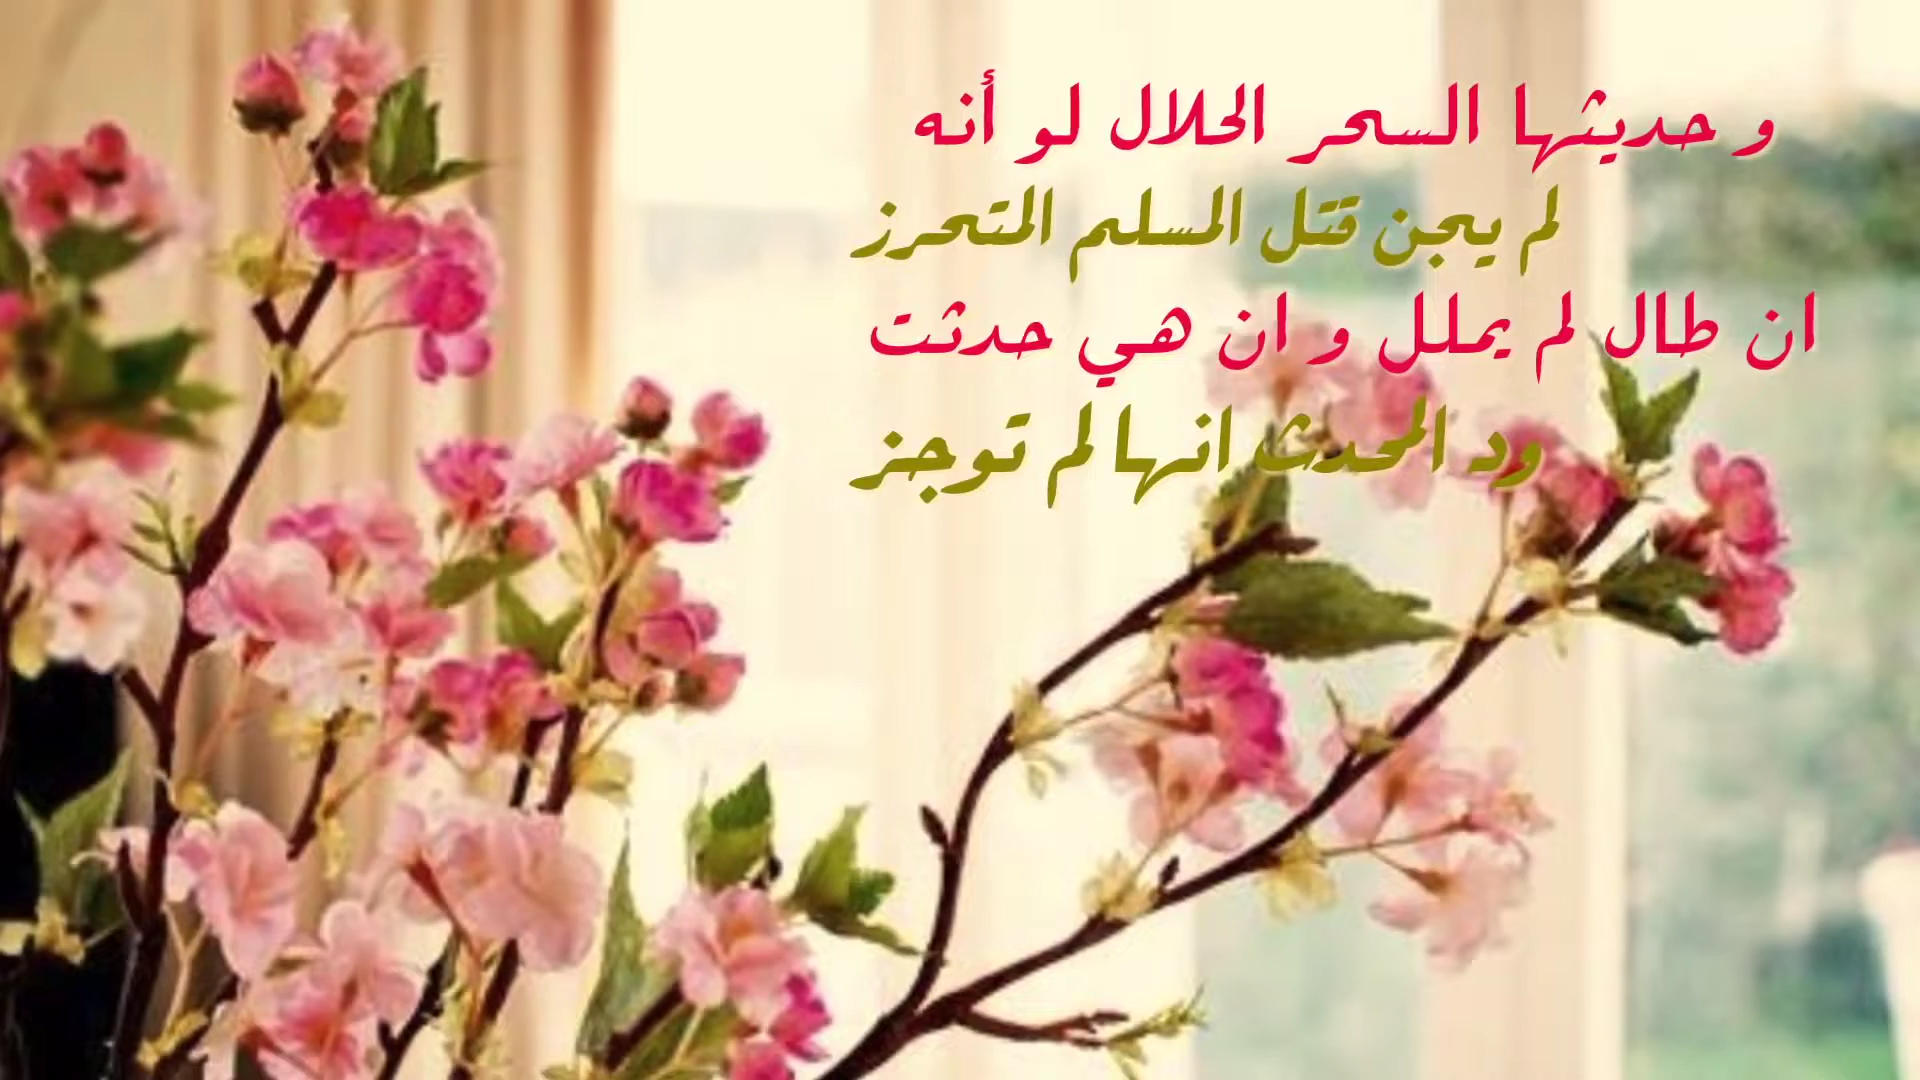 و حديثها السحر الحلال لو أنه
لم يجن قتل المسلم المتحرز
ان طال لم يملل و ان هي حدثت
ود المحدث انها لم توجز